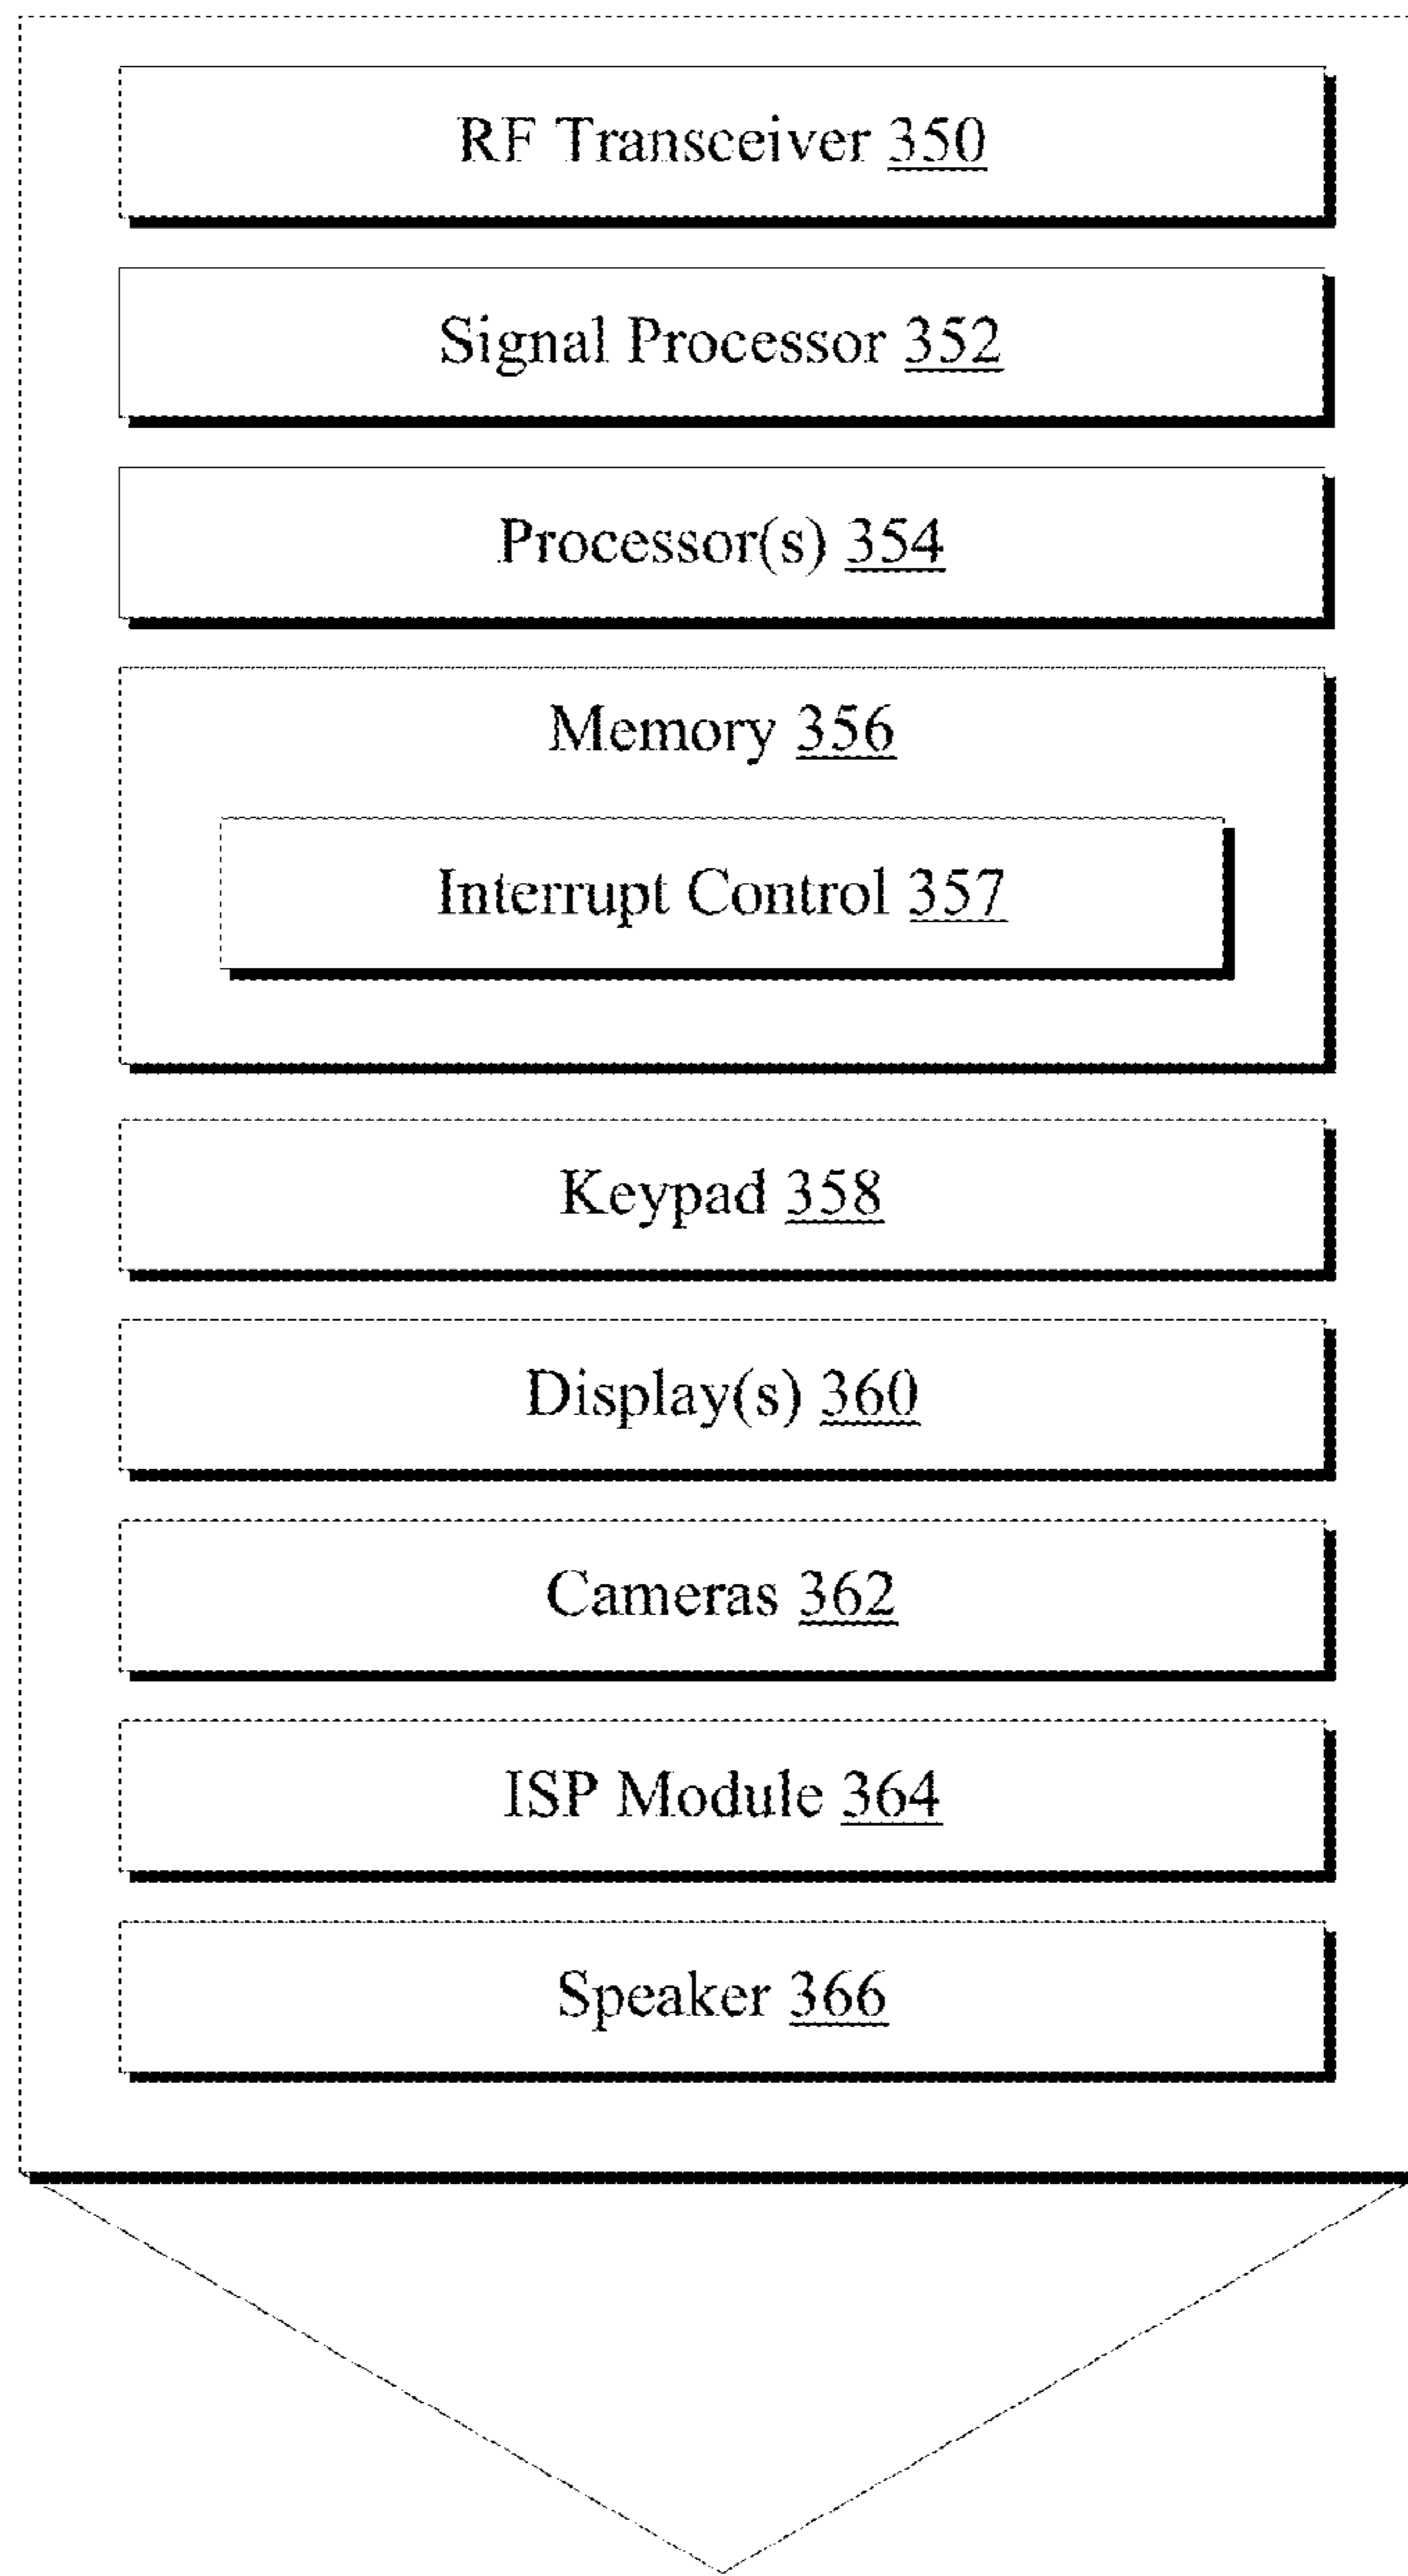 RF Transceiver 350
Signal Processor 352
Processor(s) 354
Memory 356
Interrupt Control 357
Keypad 358
Display(s) 360
Cameras 362
ISP Module 364
Speaker 366